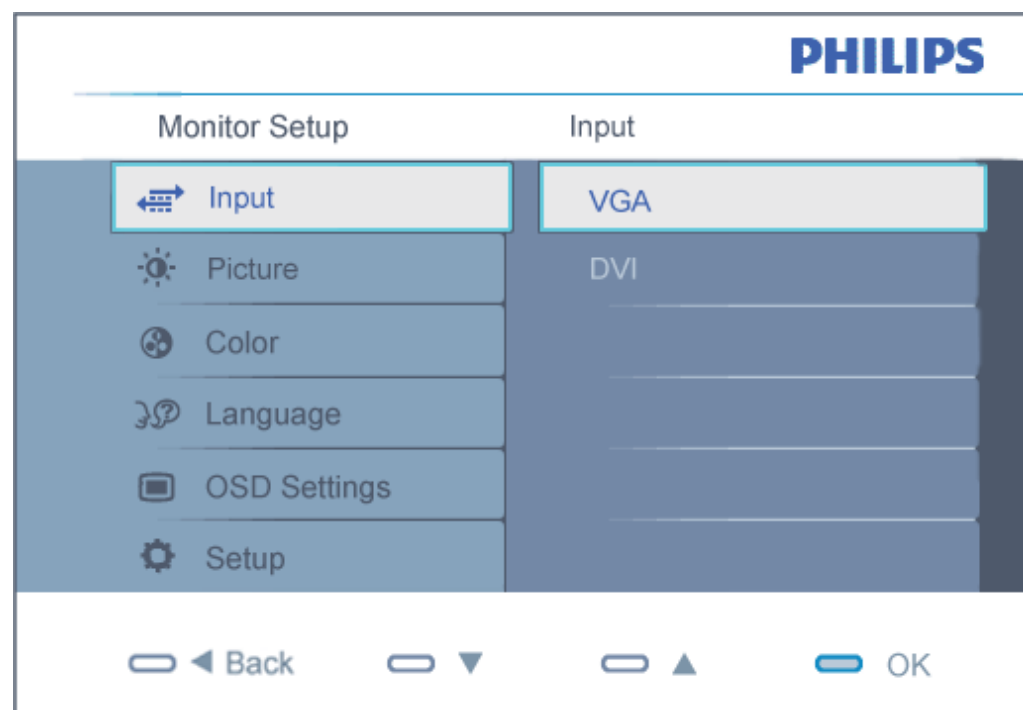 PHILIPS
Monitor Setup Input
Input VGA
Picture DVI
Color
Language
OSD Settings
Setup
Back OK